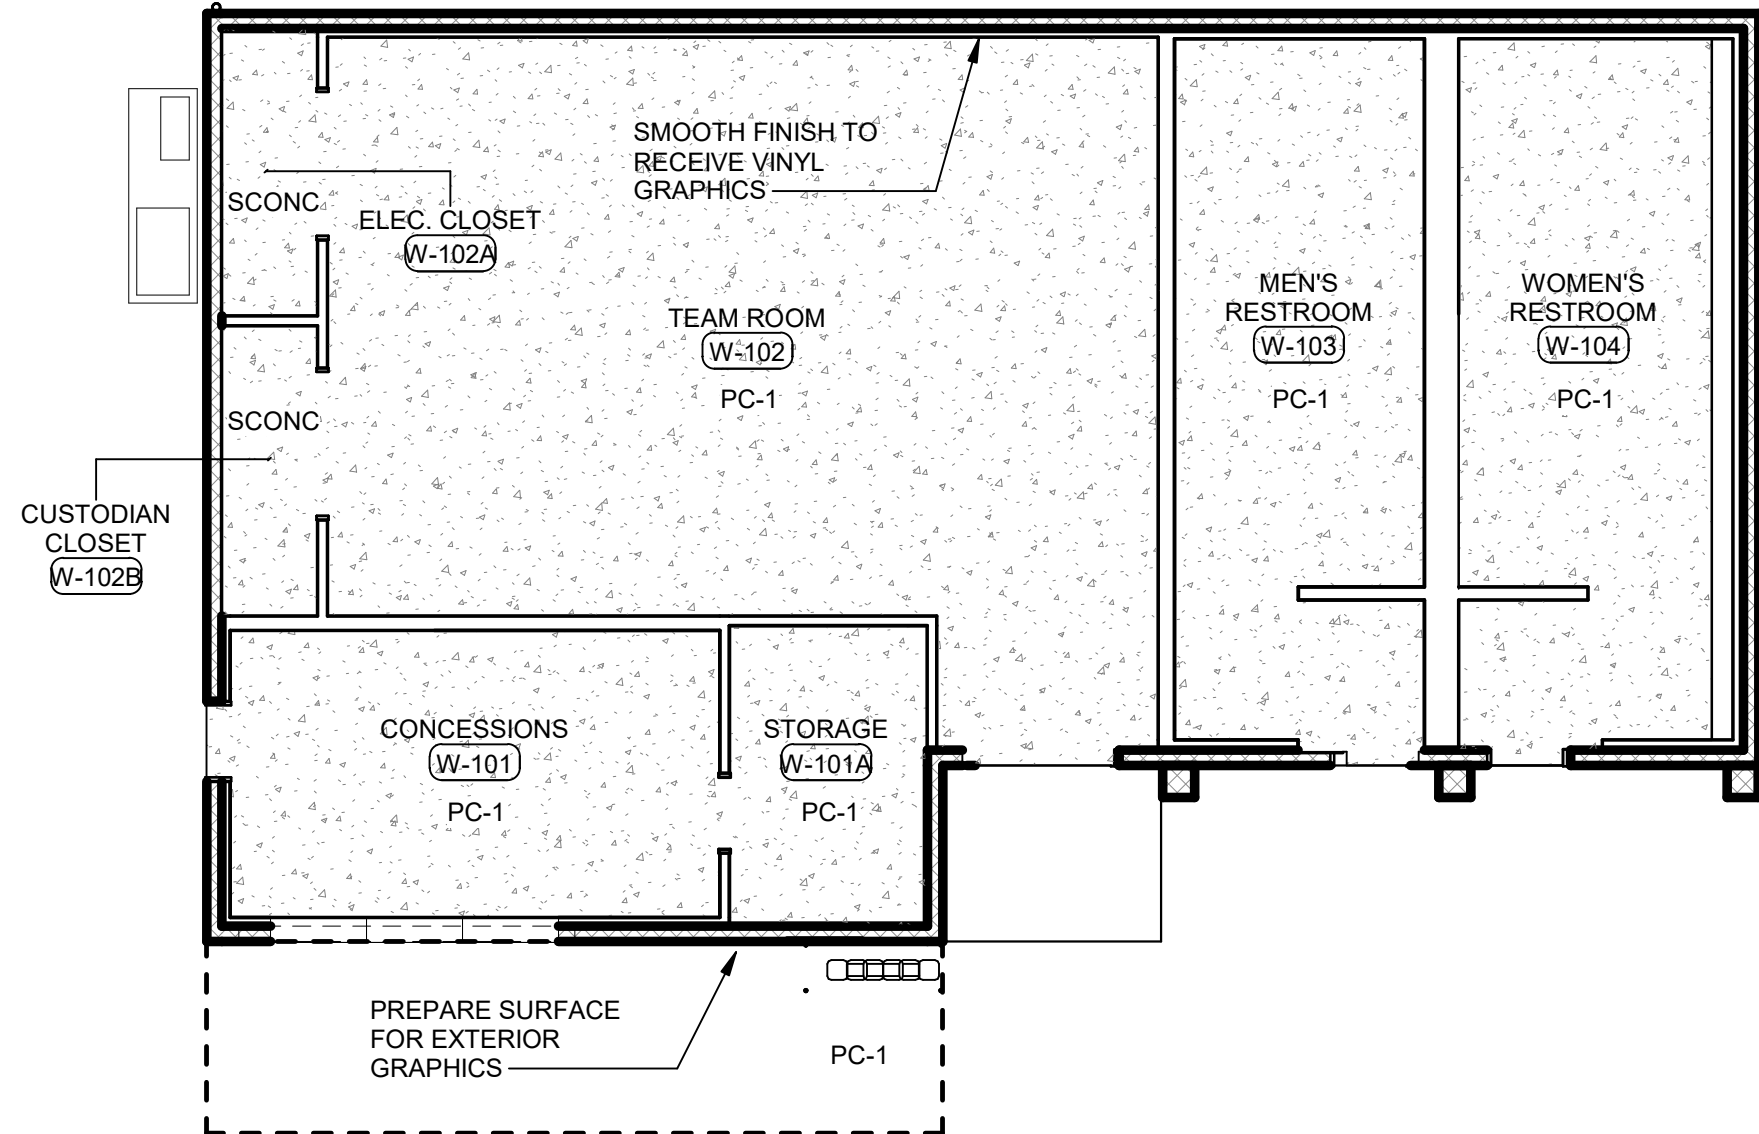 SMOOTH FINISH TO
RECEIVE VINYL
GRAPHICS
SCONC
ELEC. CLOSET
W-102A
TEAM ROOM
W-102
PC-1
MEN'S
RESTROOM
W-103
PC-1
WOMEN'S
RESTROOM
W-104
PC-1
SCONC
CUSTODIAN
CLOSET
W-102B
CONCESSIONS
W-101
PC-1
STORAGE
W-101A
PC-1
PREPARE SURFACE
FOR EXTERIOR
GRAPHICS
PC-1